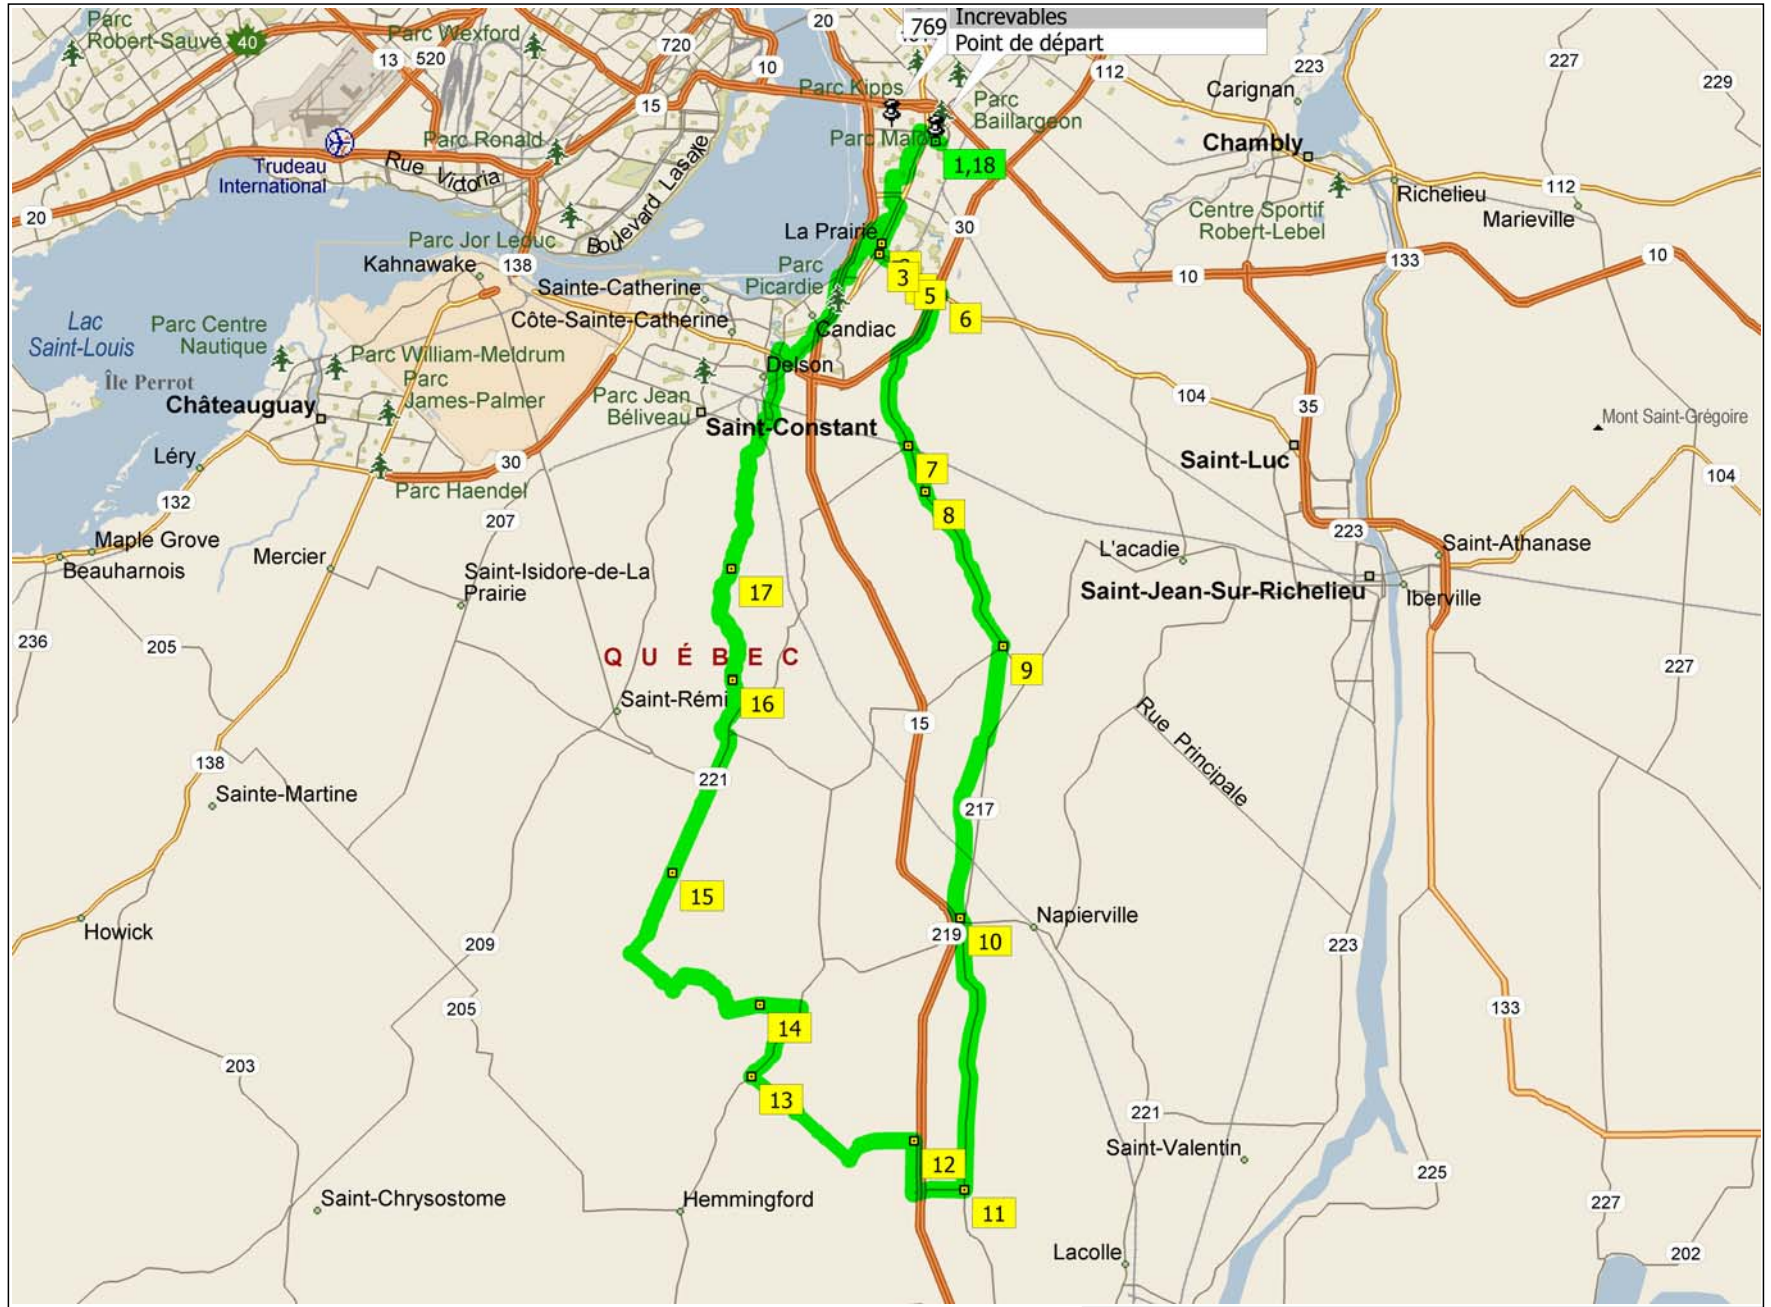 Increvables
769
Point de départ
Parc
Robert-Sauvé
40
Parc Wexford
13
520
720
10
20
15
Parc Kipps
Parc
Baillargeon
112
223
227
229
Carignan
Chambly
Trudeau
International
Parc Ronald
Rue Victoria
Boulevard Lasalle
1,18
Richelieu
112
Marieville
20
Centre Sportif
Robert-Lebel
La Prairie
30
Parc Jor Leduc
Kahnawake
138
Parc
Picardie
3
5
6
10
133
10
Sainte-Catherine
Côte-Sainte-Catherine
Candiac
Lac
Saint-Louis
Parc Centre
Nautique
Parc William-Meldrum
Île Perrot
Parc
James-Palmer
Delson
Parc Jean
Béliveau
Châteauguay
Saint-Constant
104
35
Mont Saint-Grégoire
Léry
30
Parc Haendel
7
Saint-Luc
104
132
207
8
223
Maple Grove
Beauharnois
Mercier
Saint-Isidore-de-La
Prairie
17
L'acadie
Saint-Athanase
Saint-Jean-Sur-Richelieu
Iberville
236
205
QUÉBEC
9
227
Saint-Rémi
16
15
Rue Principale
138
221
Sainte-Martine
217
15
Howick
209
219
10
Napierville
223
205
14
133
203
13
221
12
Saint-Valentin
225
Saint-Chrysostome
Hemmingford
11
227
Lacolle
202